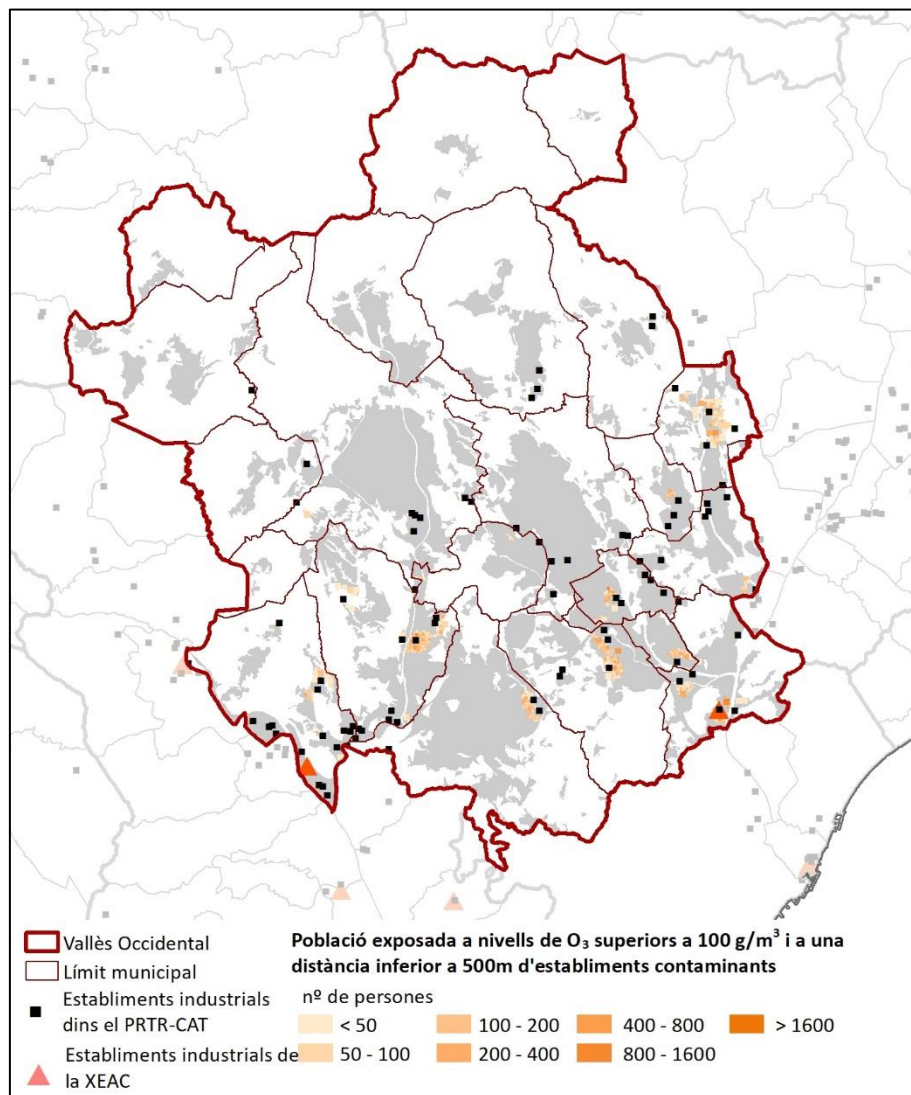 Vallès Occidental
Límit municipal
Establiments industrials
dins el PRTR-CAT
Establiments industrials de
la XEAC
Població exposada a nivells de O₃ superiors a 100 g/m³ i a una
distància inferior a 500m d'establiments contaminants
nº de persones
< 50
100 - 200
400 - 800
> 1600
50 - 100
200 - 400
800 - 1600